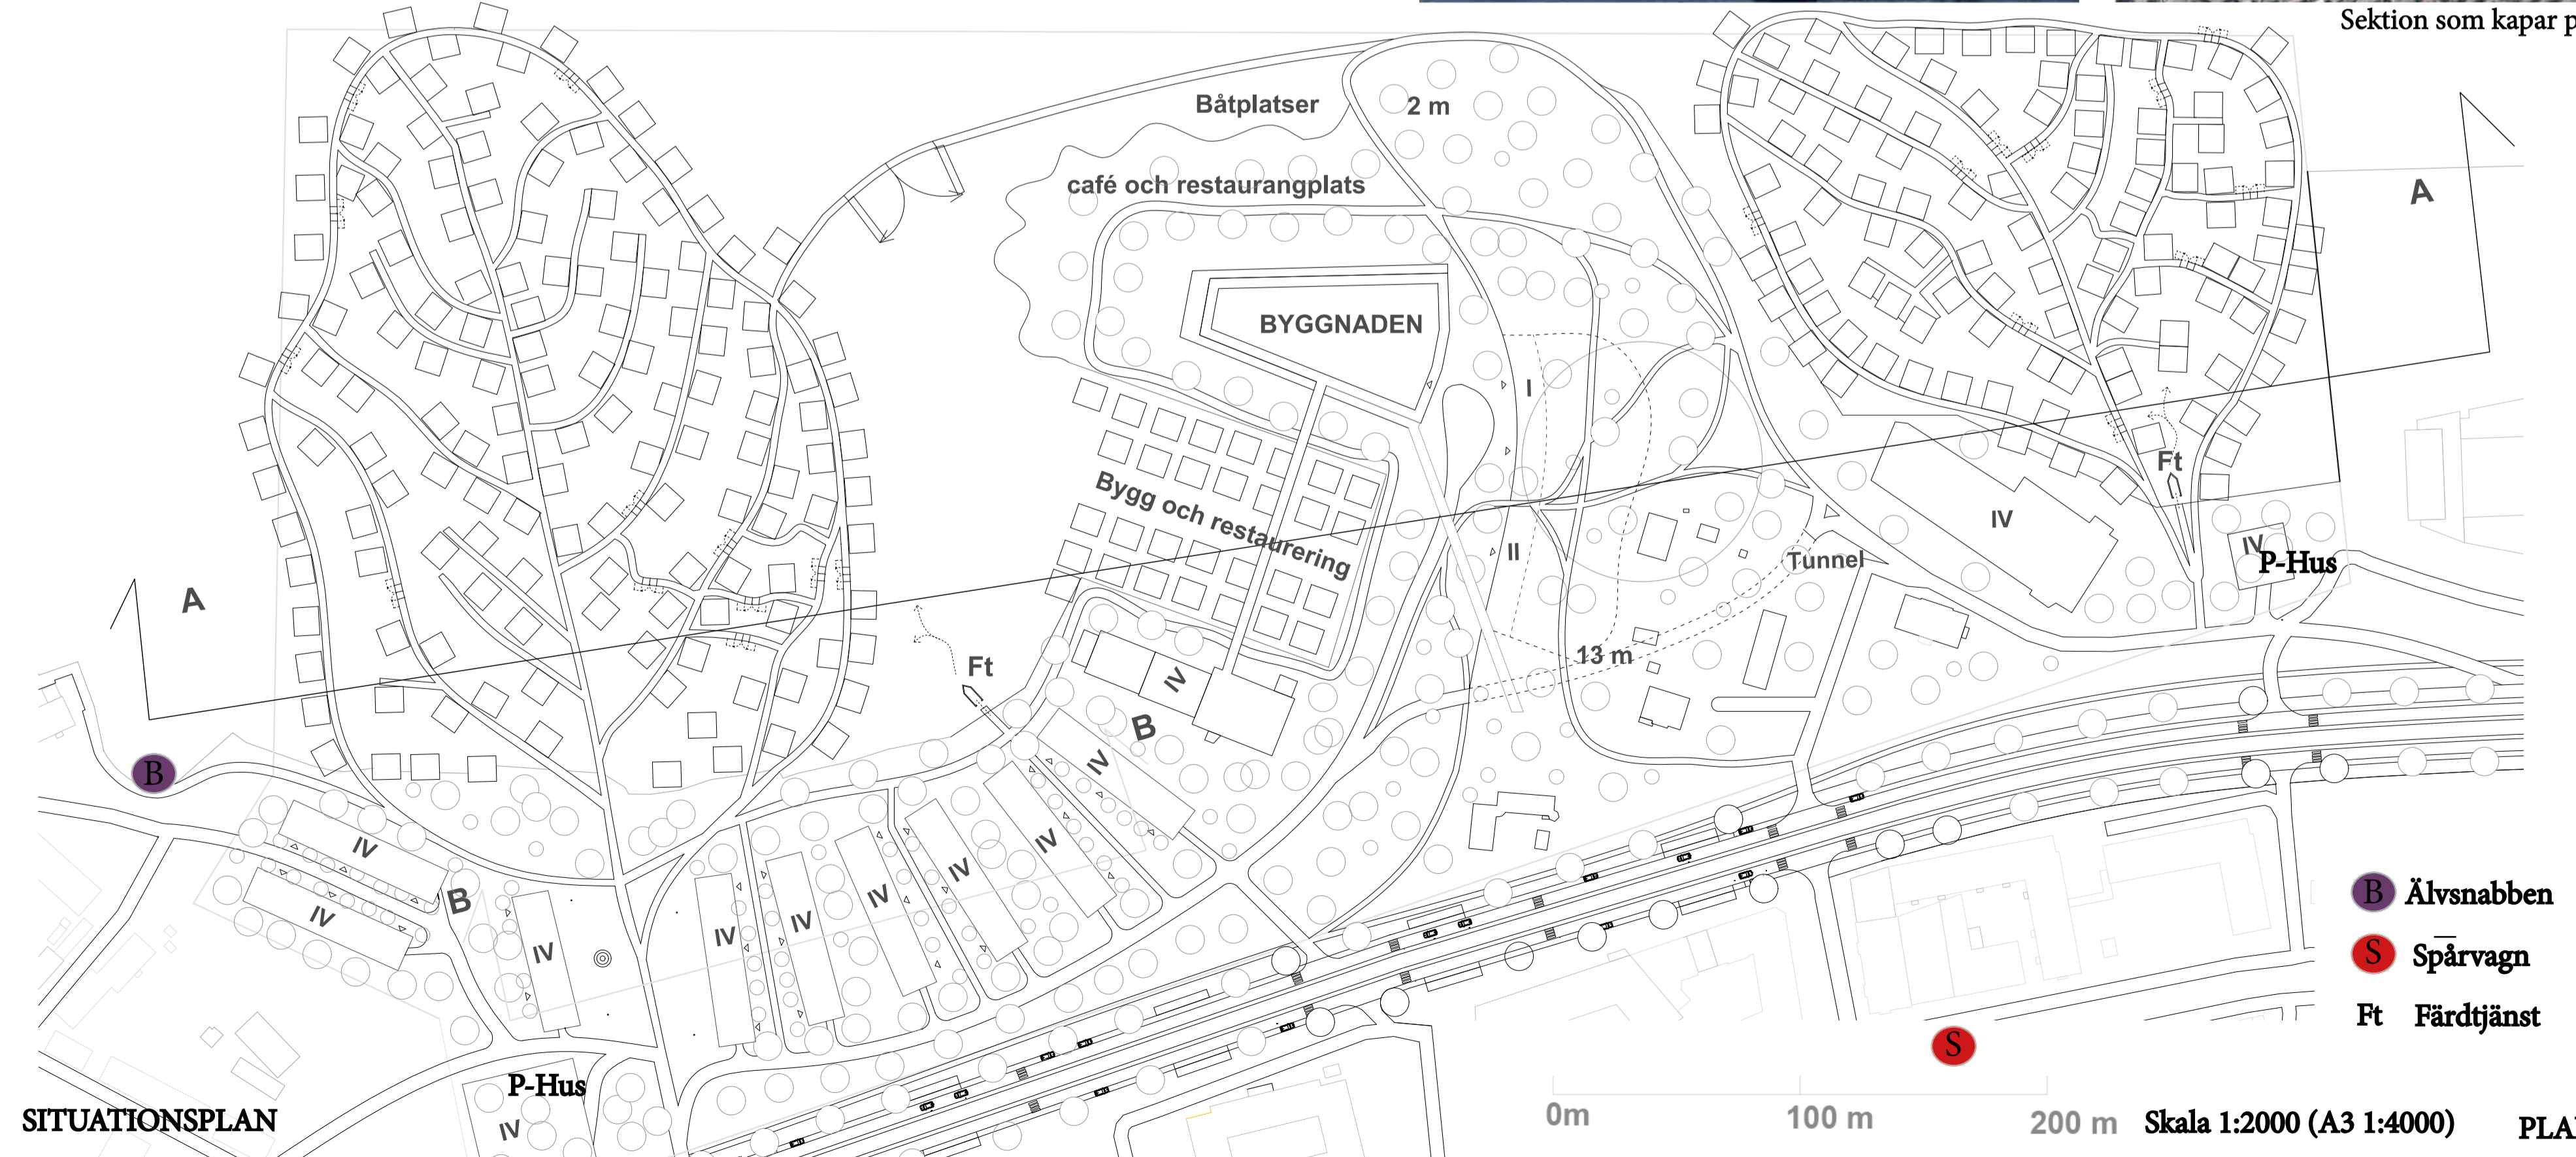 Sektion som kapar p
Båtplatser
2 m
café och restaurangplats
A
BYGGNADEN
I
Bygg och restaurering
Ft
IV
II
IV
P-Hus
Tunnel
A
13 m
Ft
IV
B
IV
B
IV
IV
IV
IV
B
IV
IV
IV
IV
B Älvsnabben
S Spårvagn
Ft Färdtjänst
S
P-Hus
IV
SITUATIONSPLAN
0m 100 m 200 m
Skala 1:2000 (A3 1:4000)
PLA